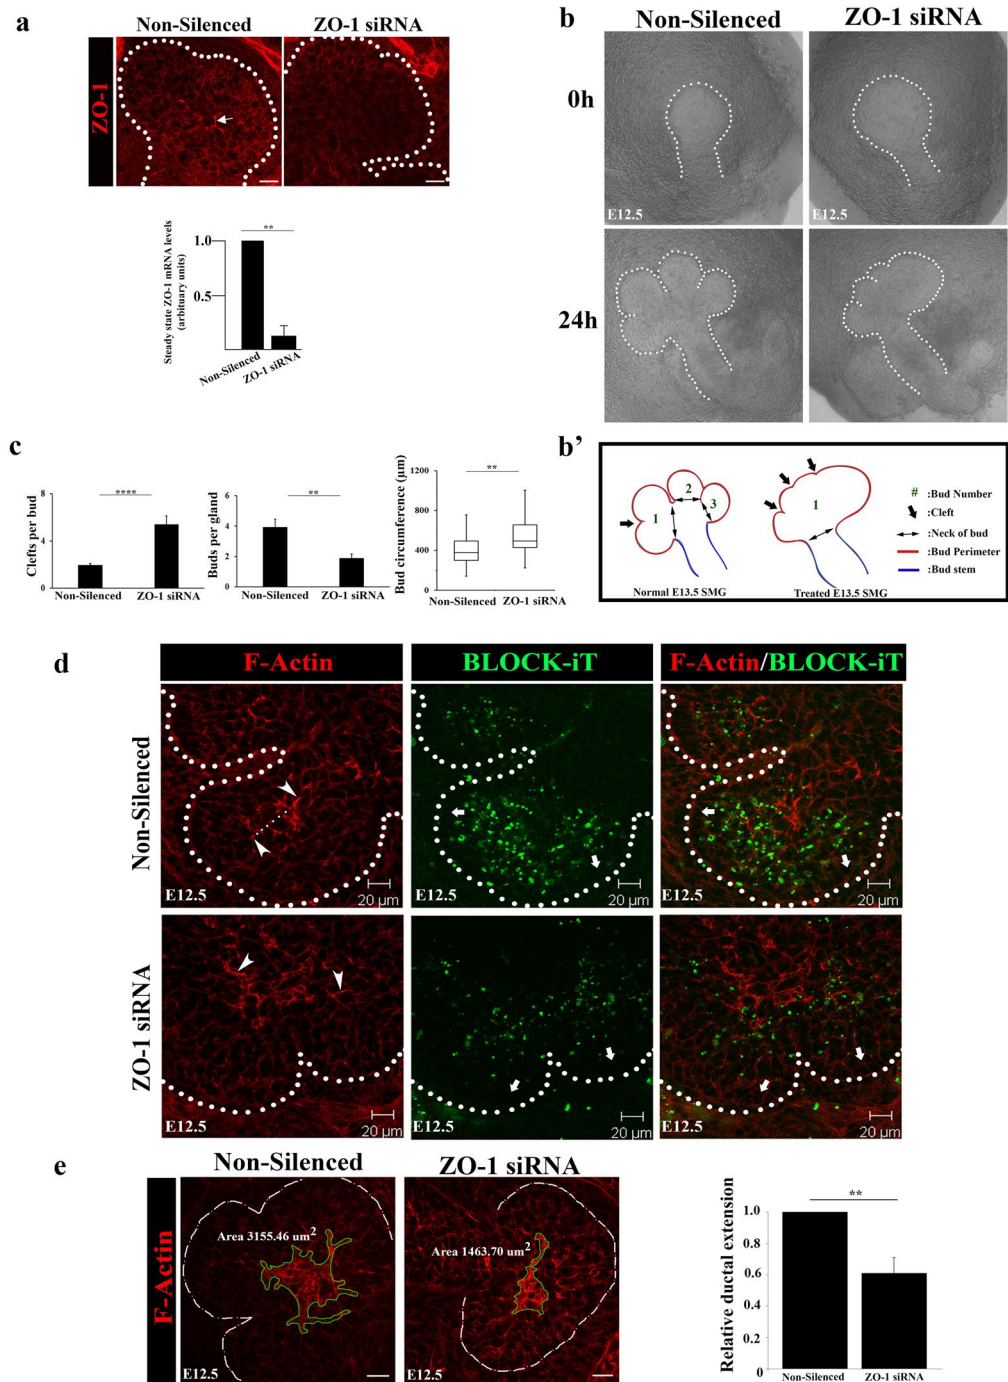 a
Non-Silenced
ZO-1 siRNA
ZO-1
Steady state ZO-1 mRNA levels
(arbituary units)
1.0
0.5
**
Non-Silenced
ZO-1 siRNA
b
Non-Silenced
ZO-1 siRNA
0h
E12.5
E12.5
24h
c
Clefts per bud
8
4
0
****
Non-Silenced
ZO-1 siRNA
Buds per gland
6
4
2
0
**
Non-Silenced
ZO-1 siRNA
Bud circumference (µm)
1200
800
400
0
**
Non-Silenced
ZO-1 siRNA
b'
1
2
3
Normal E13.5 SMG
1
Treated E13.5 SMG
# :Bud Number
:Cleft
:Neck of bud
:Bud Perimeter
:Bud stem
d
F-Actin
BLOCK-iT
F-Actin/BLOCK-iT
Non-Silenced
E12.5
20 µm
20 µm
E12.5
20 µm
ZO-1 siRNA
E12.5
20 µm
E12.5
20 µm
E12.5
20 µm
e
Non-Silenced
ZO-1 siRNA
F-Actin
Area 3155.46 um2
E12.5
Area 1463.70 um2
E12.5
Relative ductal extension
1.0
0.8
0.6
0.4
0.2
0
**
Non-Silenced
ZO-1 siRNA